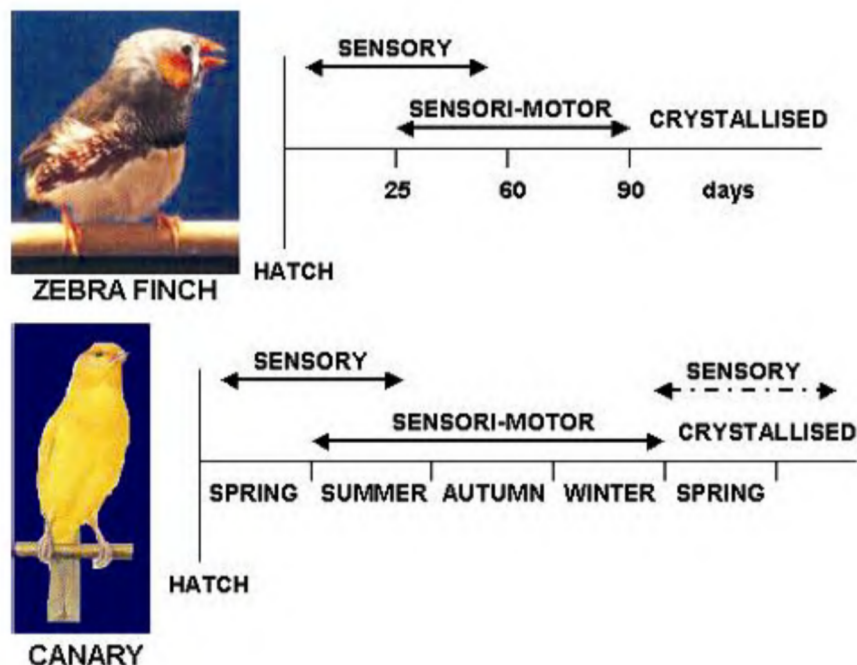 SENSORY
SENSORI-MOTOR
CRYSTALLISED
25 60 90 days
HATCH
ZEBRA FINCH
SENSORY SENSORY
SENSORI-MOTOR CRYSTALLISED
SPRING SUMMER AUTUMN WINTER SPRING
HATCH
CANARY